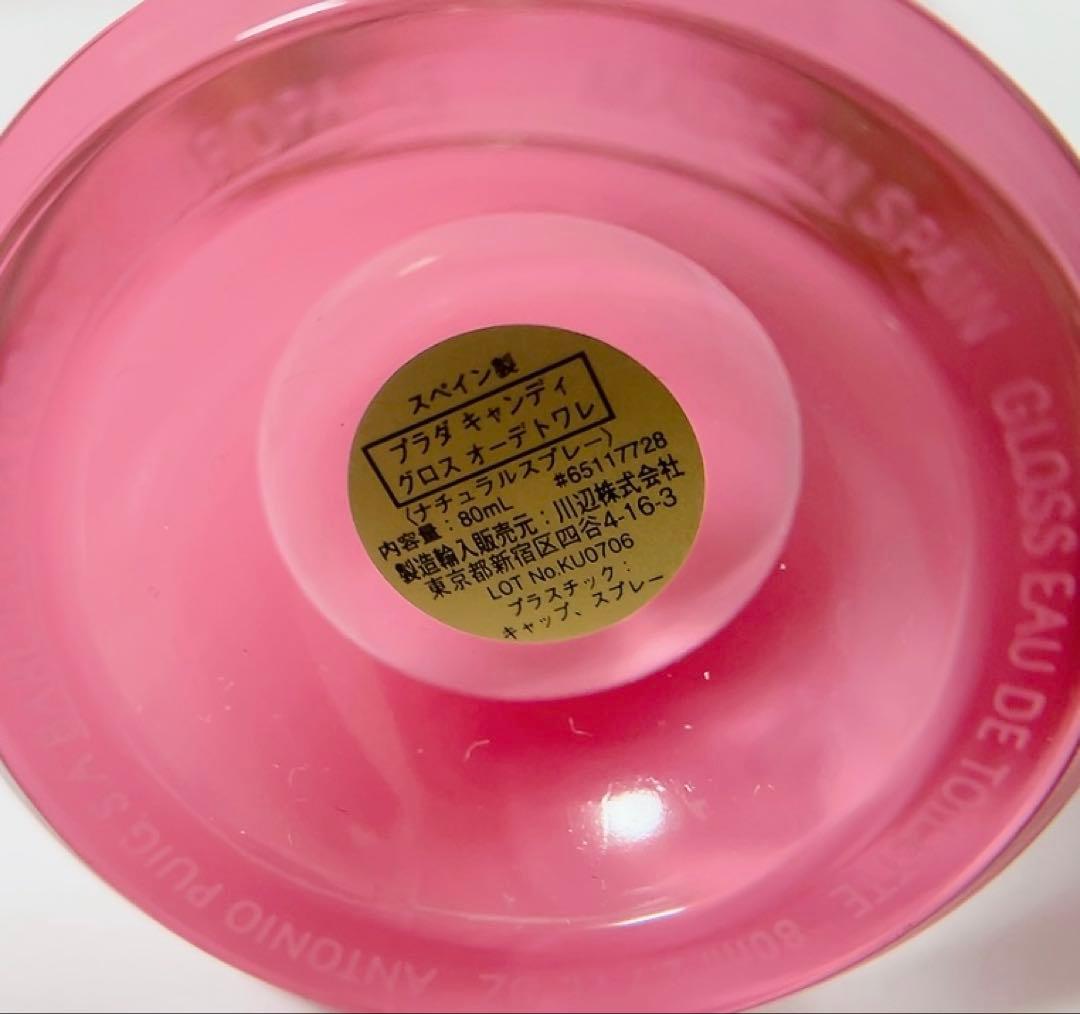 スペイン製
プラダ キャンディ
グロス オーデトワレ
(ナチュラルスプレー)
内容量：80mL #65117728
製造輸入販売元：川辺株式会社
東京都新宿区四谷4-16-3
LOT No.KU0706
プラスチック：
キャップ、スプレー
MADE IN SPAIN
GLOSS EAU DE TOILETTE
80ml 2.7
ANTONIO PUIG S.A